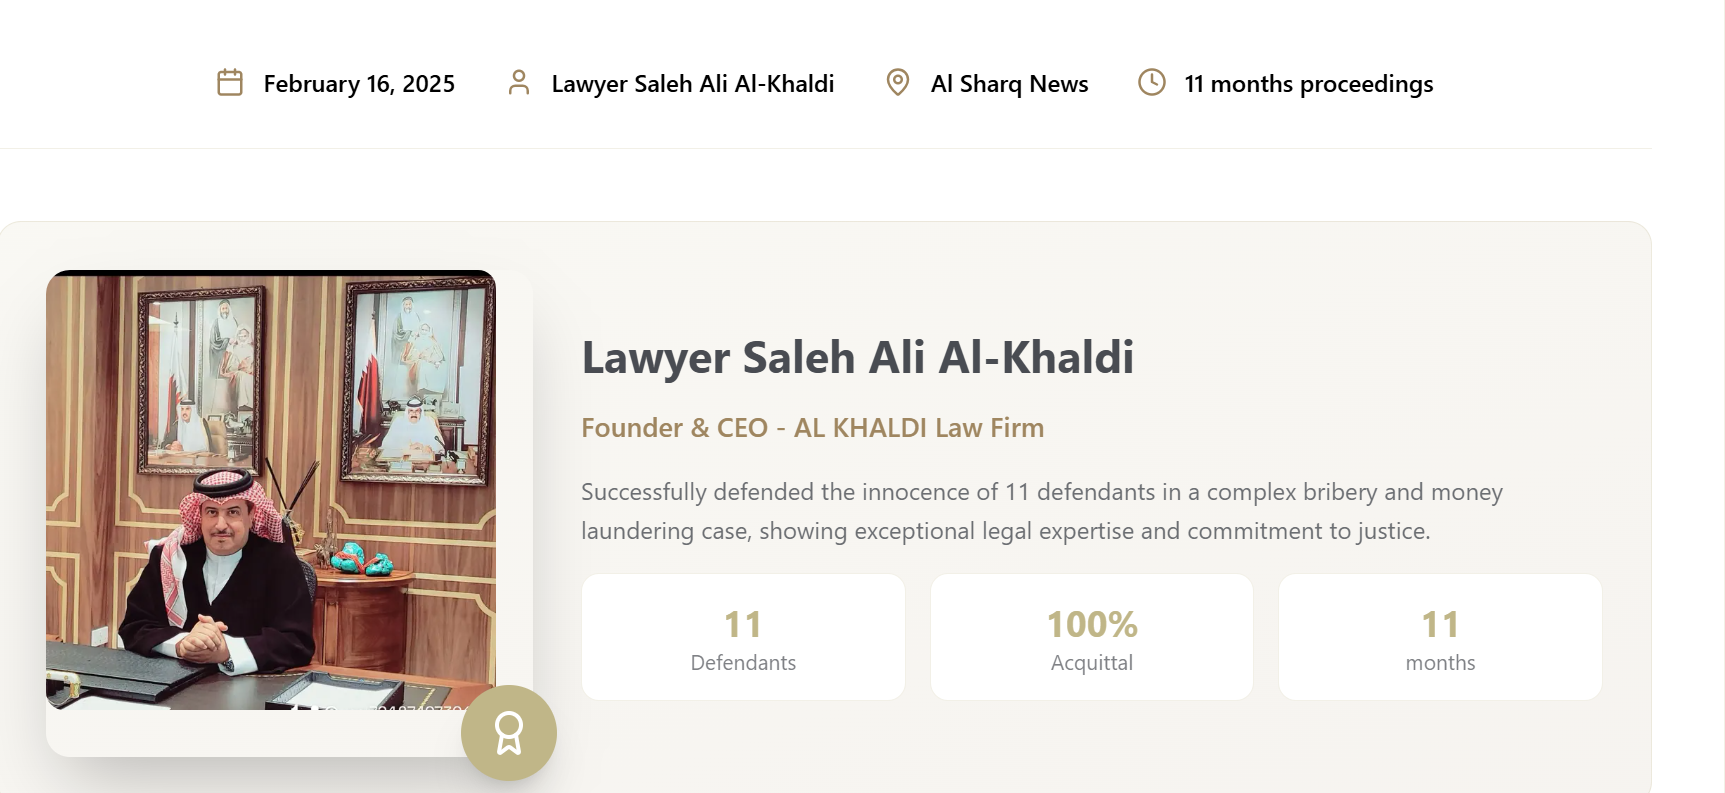 February 16, 2025
Lawyer Saleh Ali Al-Khaldi
Al Sharq News
11 months proceedings
Lawyer Saleh Ali Al-Khaldi
Founder & CEO - AL KHALDI Law Firm
Successfully defended the innocence of 11 defendants in a complex bribery and money
laundering case, showing exceptional legal expertise and commitment to justice.
11
Defendants
100%
Acquittal
11
months